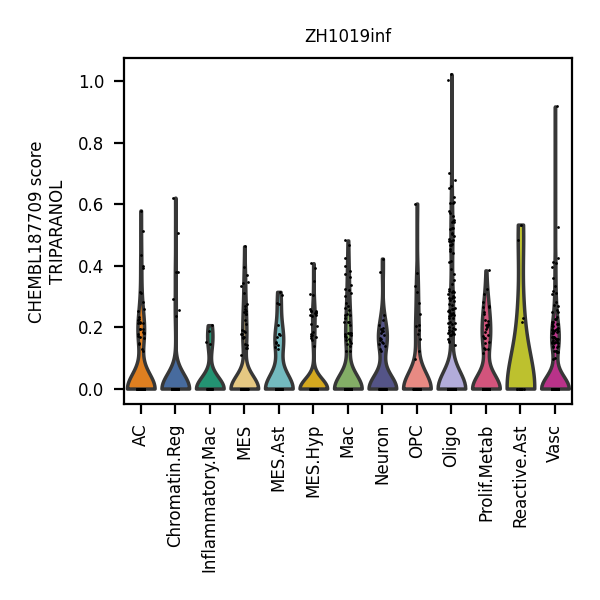 ZH1019inf
CHEMBL187709 score
TRIPARANOL
1.0
0.8
0.6
0.4
0.2
0.0
AC
Chromatin.Reg
Inflammatory.Mac
MES
MES.Ast
MES.Hyp
Mac
Neuron
OPC
Oligo
Prolif.Metab
Reactive.Ast
Vasc